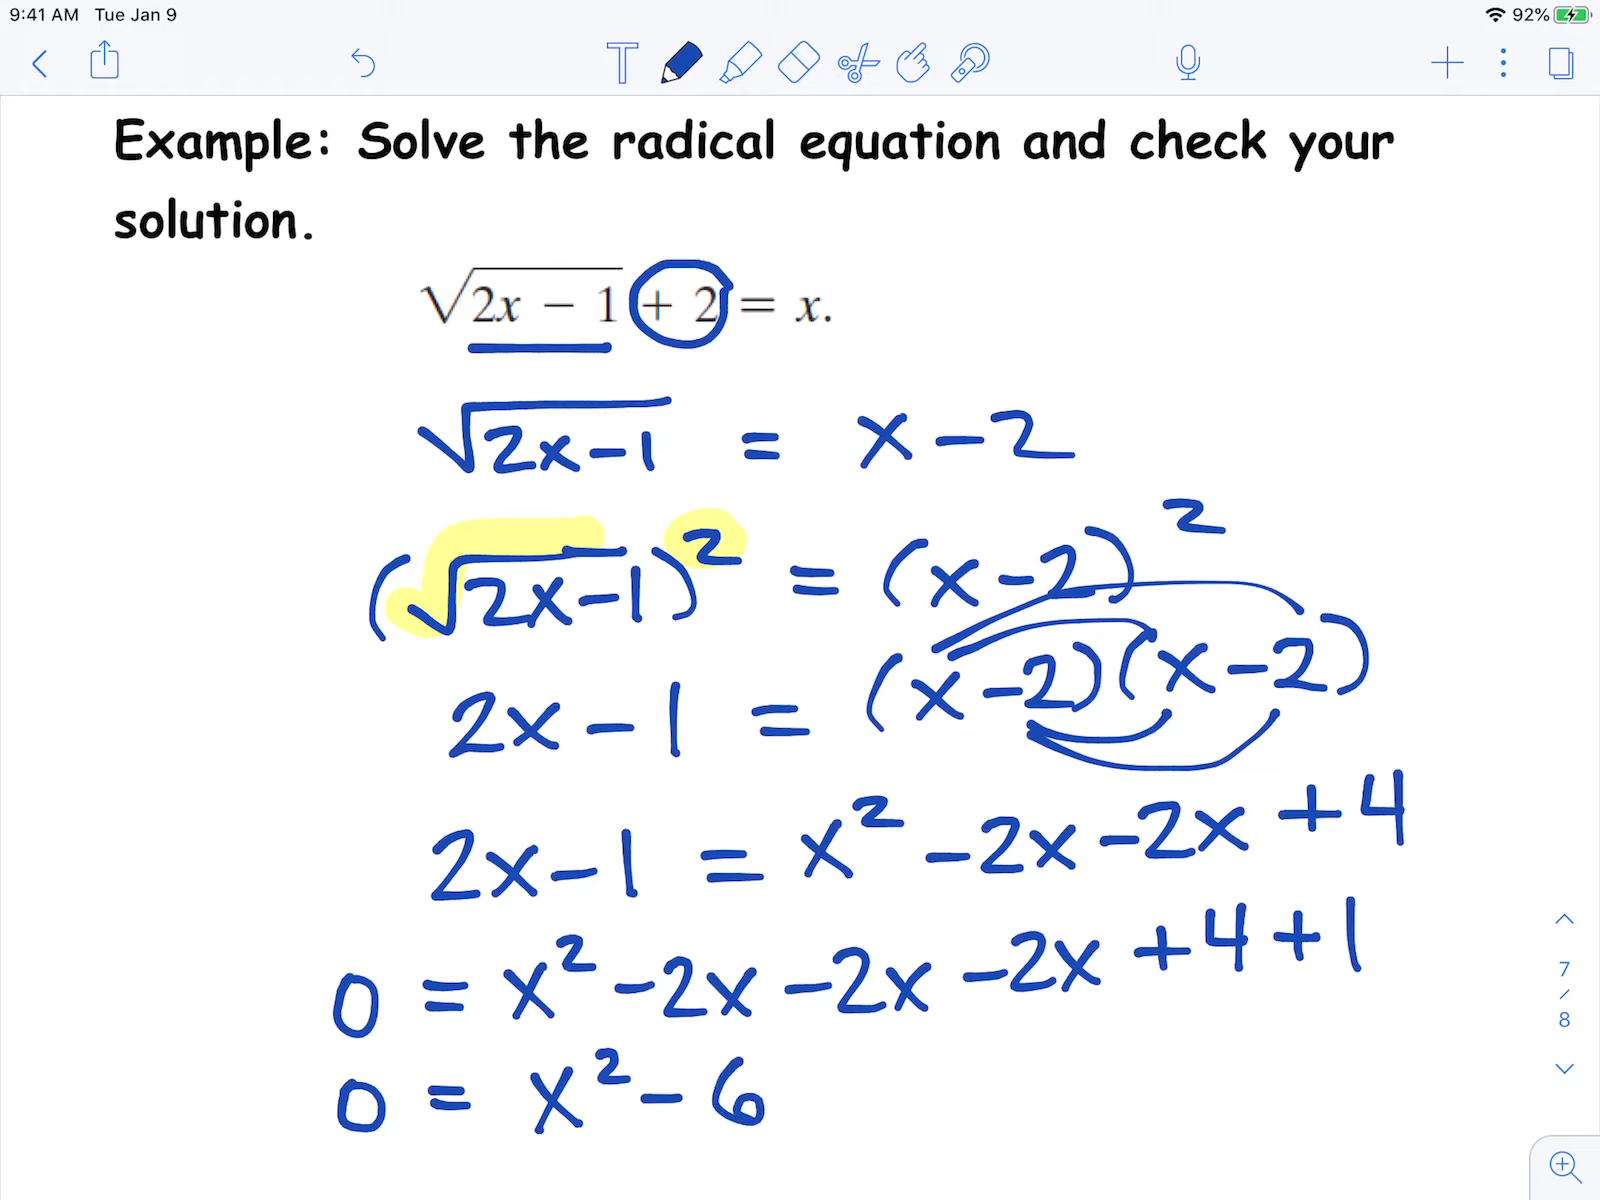 9:41 AM Tue Jan 9 92%
T
Example: Solve the radical equation and check your
solution.
√(2x − 1) + 2 = x.
√(2x-1) = x-2
(√(2x-1))² = (x-2)²
2x-1 = (x-2)(x-2)
2x-1 = x² -2x -2x +4
0 = x² -2x -2x -2x +4 +1
0 = x² - 6
7
/
8